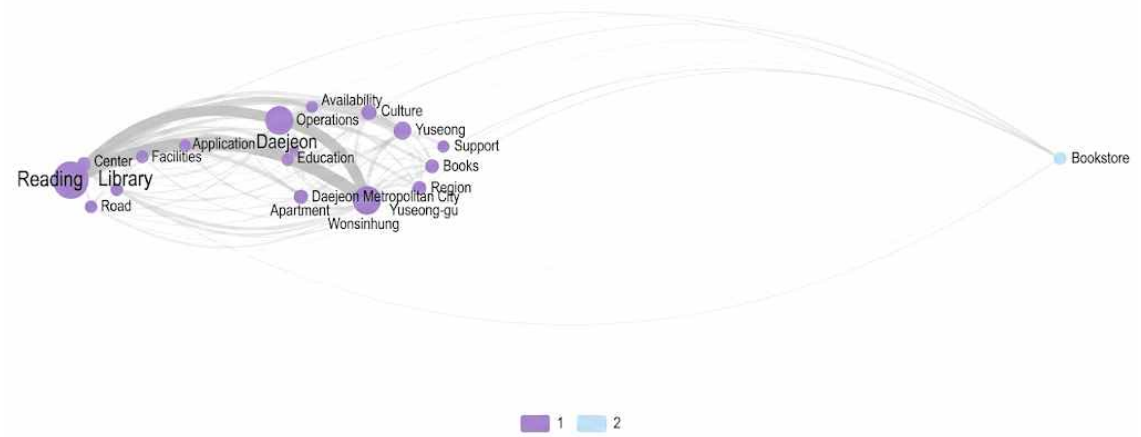 Availability
Culture
Operations
Yuseong
Application
Daejeon
Support
Center
Facilities
Education
Books
Bookstore
Reading
Library
Region
Daejeon Metropolitan City
Road
Apartment
Yuseong-gu
Wonsinhung
1
2